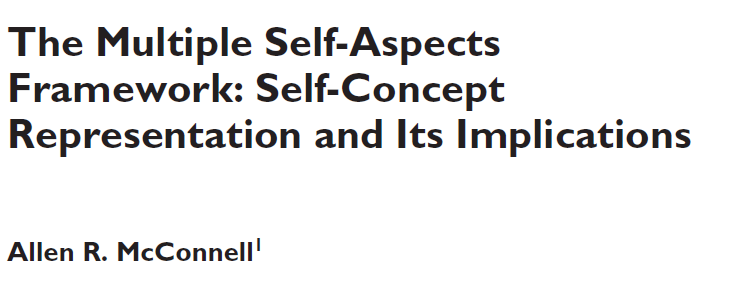 The Multiple Self-Aspects
Framework: Self-Concept
Representation and Its Implications
Allen R. McConnell¹